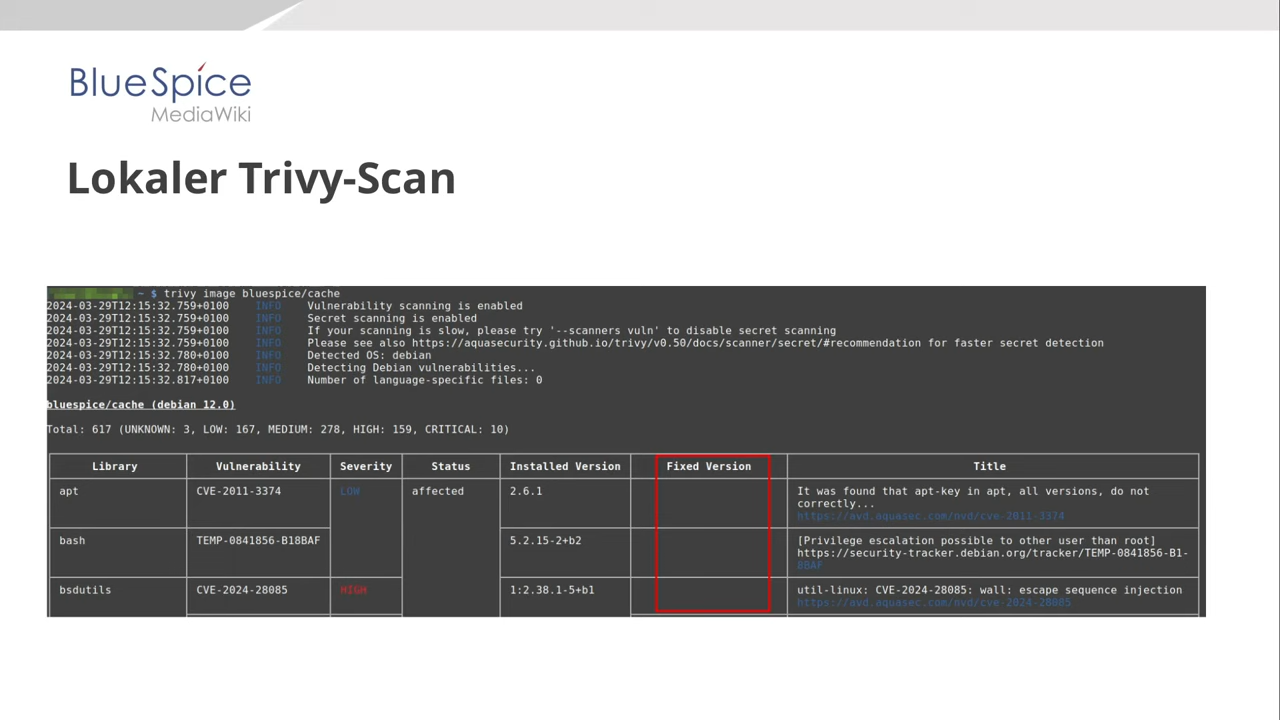 BlueSpice
MediaWiki
Lokaler Trivy-Scan
~ $ trivy image bluespice/cache
2024-03-29T12:15:32.759+0100 INFO Vulnerability scanning is enabled
2024-03-29T12:15:32.759+0100 INFO Secret scanning is enabled
2024-03-29T12:15:32.759+0100 INFO If your scanning is slow, please try '--scanners vuln' to disable secret scanning
2024-03-29T12:15:32.759+0100 INFO Please see also https://aquasecurity.github.io/trivy/v0.50/docs/scanner/secret/#recommendation for faster secret detection
2024-03-29T12:15:32.780+0100 INFO Detected OS: debian
2024-03-29T12:15:32.780+0100 INFO Detecting Debian vulnerabilities...
2024-03-29T12:15:32.817+0100 INFO Number of language-specific files: 0
bluespice/cache (debian 12.0)
Total: 617 (UNKNOWN: 3, LOW: 167, MEDIUM: 278, HIGH: 159, CRITICAL: 10)
Library Vulnerability Severity Status Installed Version Fixed Version Title
apt CVE-2011-3374 LOW affected 2.6.1 It was found that apt-key in apt, all versions, do not
correctly...
https://avd.aquasec.com/nvd/cve-2011-3374
bash TEMP-0841856-B18BAF 5.2.15-2+b2 [Privilege escalation possible to other user than root]
https://security-tracker.debian.org/tracker/TEMP-0841856-B1-
8BAF
bsdutils CVE-2024-28085 HIGH 1:2.38.1-5+b1 util-linux: CVE-2024-28085: wall: escape sequence injection
https://avd.aquasec.com/nvd/cve-2024-28085